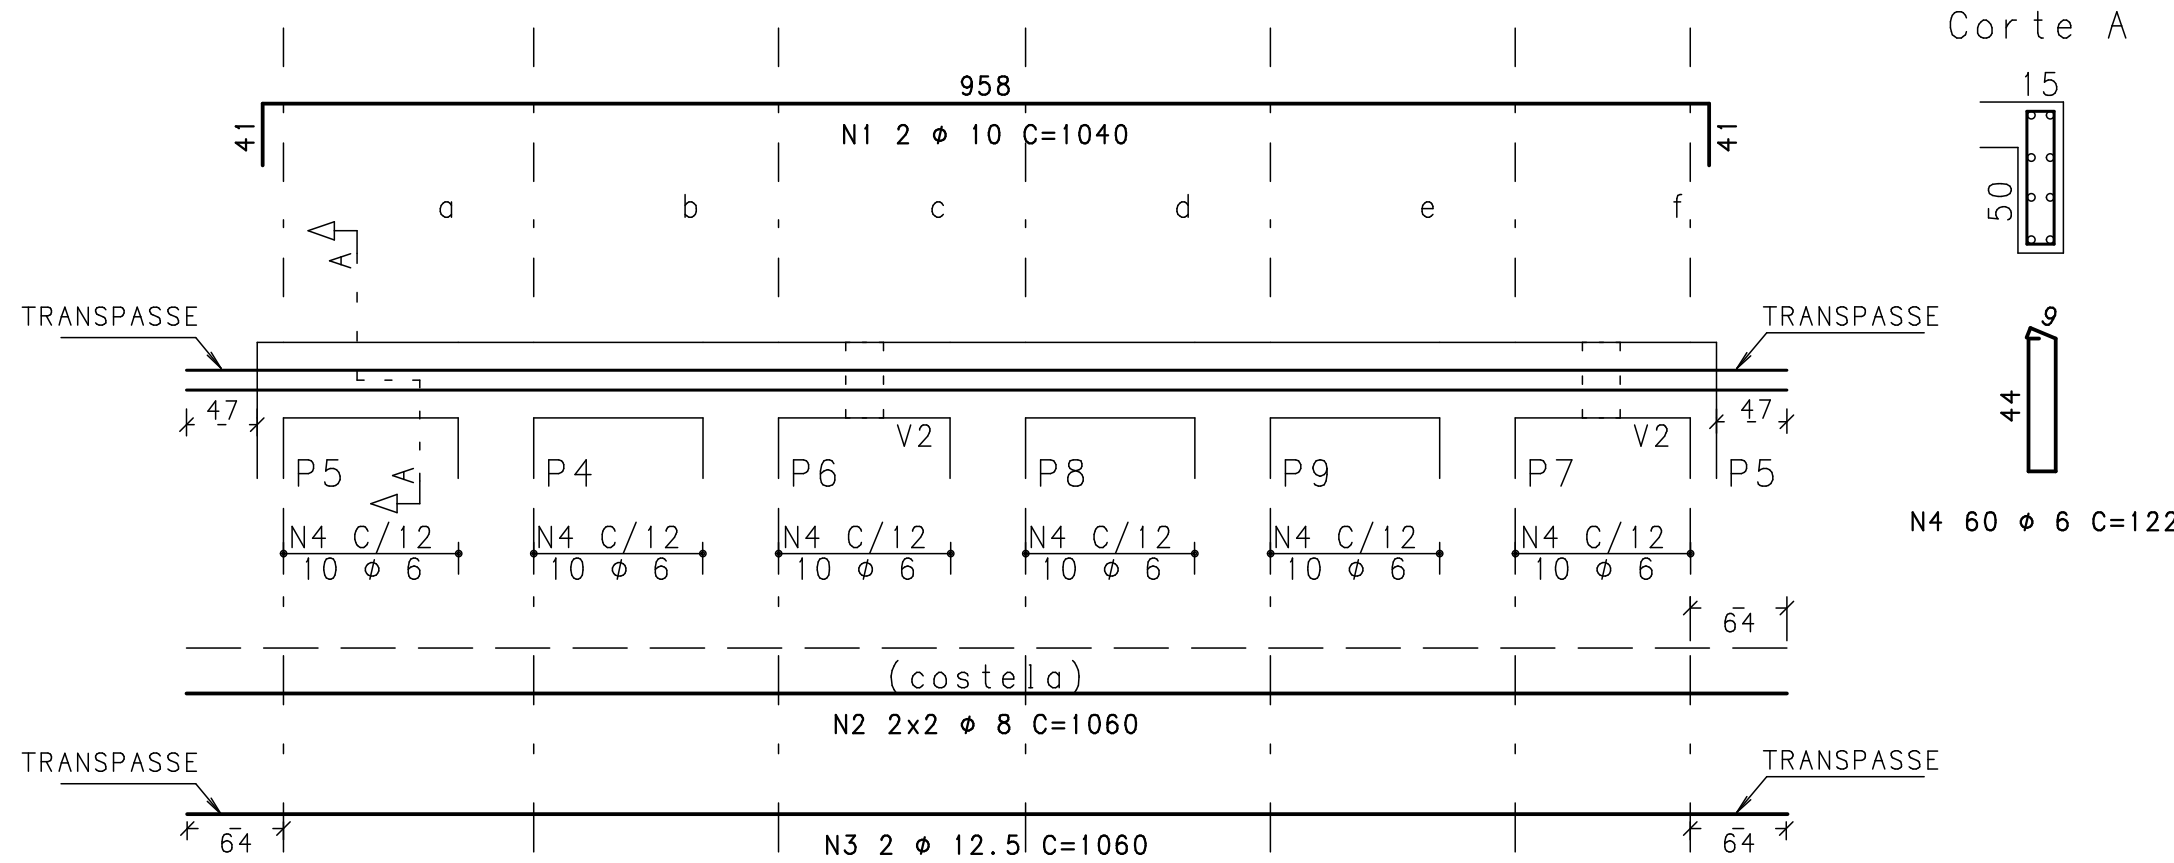 Corte A
958
15
41
N1 2 ø 10 C=1040
41
50
a b c d e f
A
TRANSPASSE
TRANSPASSE
9
47
47
44
V2
V2
P5 P4 P6 P8 P9 P7 P5
A
N4 60 ø 6 C=122
N4 C/12 N4 C/12 N4 C/12 N4 C/12 N4 C/12 N4 C/12
10 ø 6 10 ø 6 10 ø 6 10 ø 6 10 ø 6 10 ø 6
64
(costela)
N2 2x2 ø 8 C=1060
TRANSPASSE
TRANSPASSE
64
N3 2 ø 12.5 C=1060
64